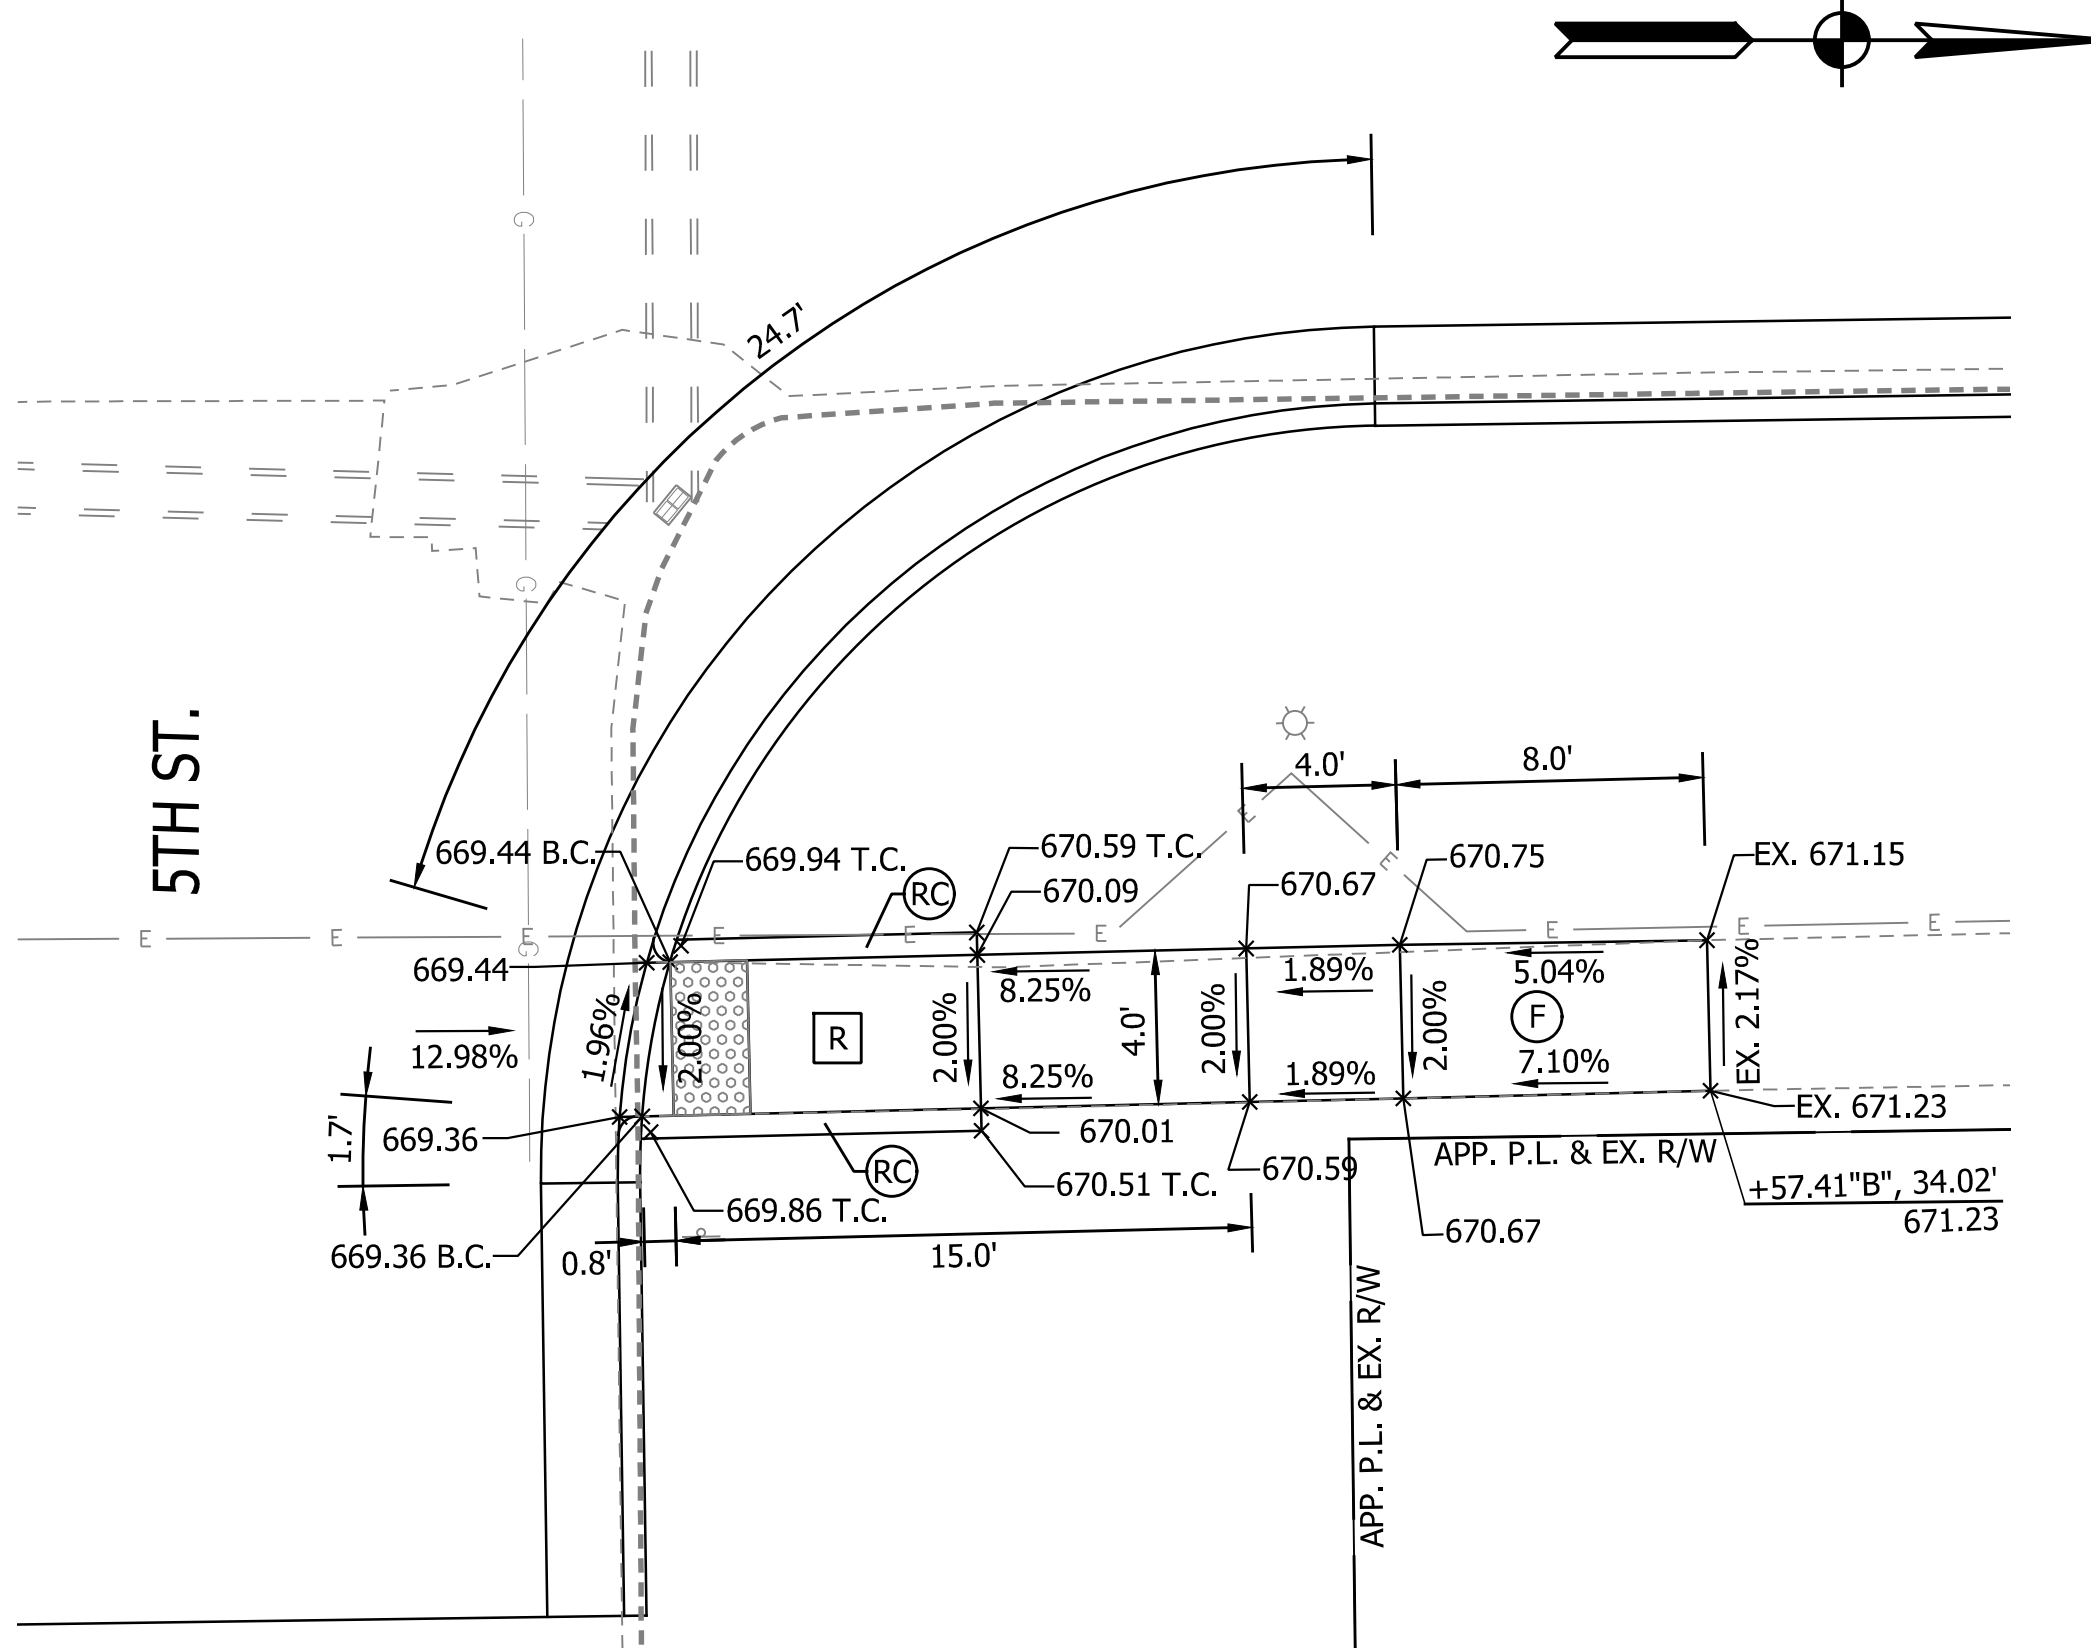 24.7'
G
G
G
5TH ST.
4.0'
8.0'
E
E
669.44 B.C.
669.94 T.C.
670.59 T.C.
670.75
EX. 671.15
RC
670.09
670.67
E
E
E
E
E
E
E
E
E
E
669.44
8.25%
1.89%
5.04%
EX. 2.17%
1.96%
2.00%
R
2.00%
4.0'
2.00%
2.00%
F
12.98%
8.25%
1.89%
7.10%
1.7'
669.36
670.01
EX. 671.23
RC
670.59
APP. P.L. & EX. R/W
670.51 T.C.
+57.41"B", 34.02'
671.23
669.86 T.C.
669.36 B.C.
0.8'
15.0'
670.67
APP. P.L. & EX. R/W